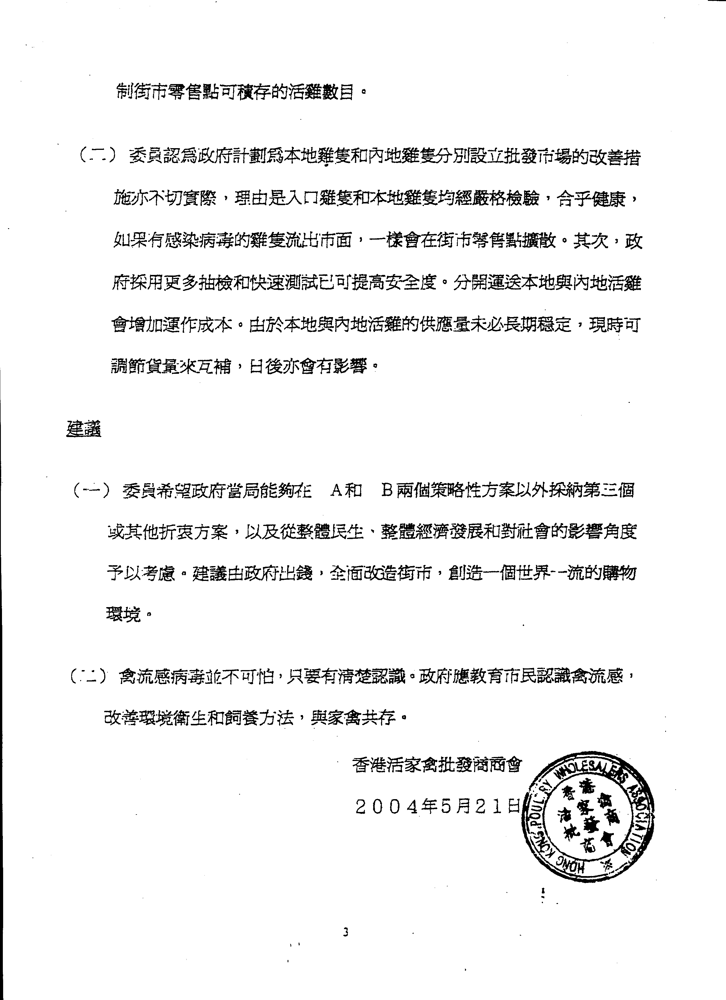 制街市零售點可積存的活雞數目。
（二） 委員認為政府計劃為本地雞隻和內地雞隻分別設立批發市場的改善措
施亦不切實際，理由是入口雞隻和本地雞隻均經嚴格檢驗，合乎健康，
如果有感染病毒的雞隻流出市面，一樣會在街市零售點擴散。其次，政
府採用更多抽檢和快速測試已可提高安全度。分開運送本地與內地活雞
會增加運作成本。由於本地與內地活雞的供應量未必長期穩定，現時可
調節貨量來互補，日後亦會有影響。
建議
（一） 委員希望政府當局能夠在 A和 B兩個策略性方案以外採納第三個
或其他折衷方案，以及從整體民生、整體經濟發展和對社會的影響角度
予以考慮。建議由政府出錢，全面改造街市，創造一個世界一流的購物
環境。
（二） 禽流感病毒並不可怕，只要有清楚認識。政府應教育市民認識禽流感，
改善環境衛生和飼養方法，與家禽共存。
香港活家禽批發商商會
2004年5月21日
HONG KONG POULTRY WHOLESALERS ASSOCIATION
香港活家禽批發商商會
3